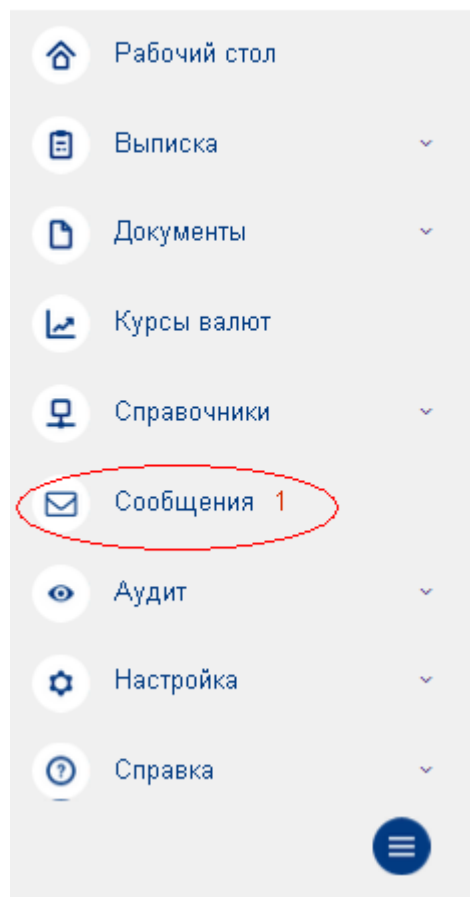 Рабочий стол
Выписка
Документы
Курсы валют
Справочники
Сообщения 1
Аудит
Настройка
Справка